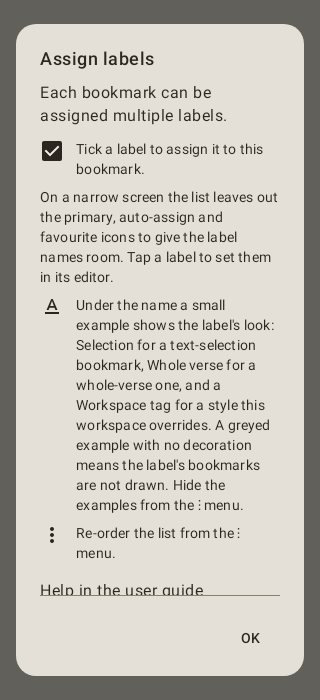 Assign labels
Each bookmark can be
assigned multiple labels.
Tick a label to assign it to this
bookmark.
On a narrow screen the list leaves out
the primary, auto-assign and
favourite icons to give the label
names room. Tap a label to set them
in its editor.
A
Under the name a small
example shows the label's look:
Selection for a text-selection
bookmark, Whole verse for a
whole-verse one, and a
Workspace tag for a style this
workspace overrides. A greyed
example with no decoration
means the label's bookmarks
are not drawn. Hide the
examples from the ⋮ menu.
Re-order the list from the ⋮
menu.
Help in the user guide
OK